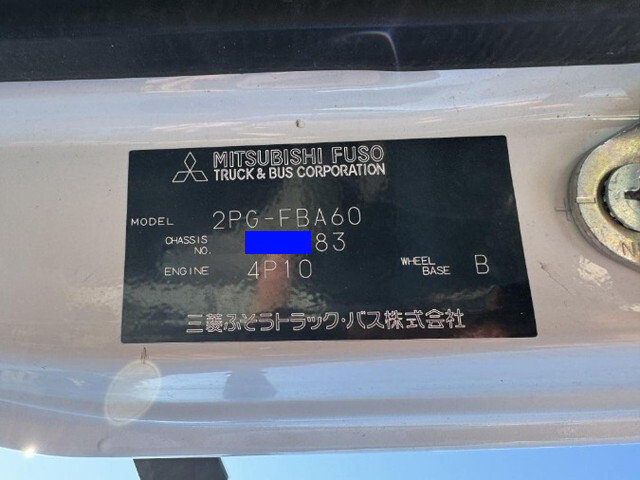 MITSUBISHI FUSO
TRUCK & BUS CORPORATION
MODEL 2PG-FBA60
CHASSIS NO. 83
ENGINE 4P10 WHEEL BASE B
三菱ふそうトラック・バス株式会社